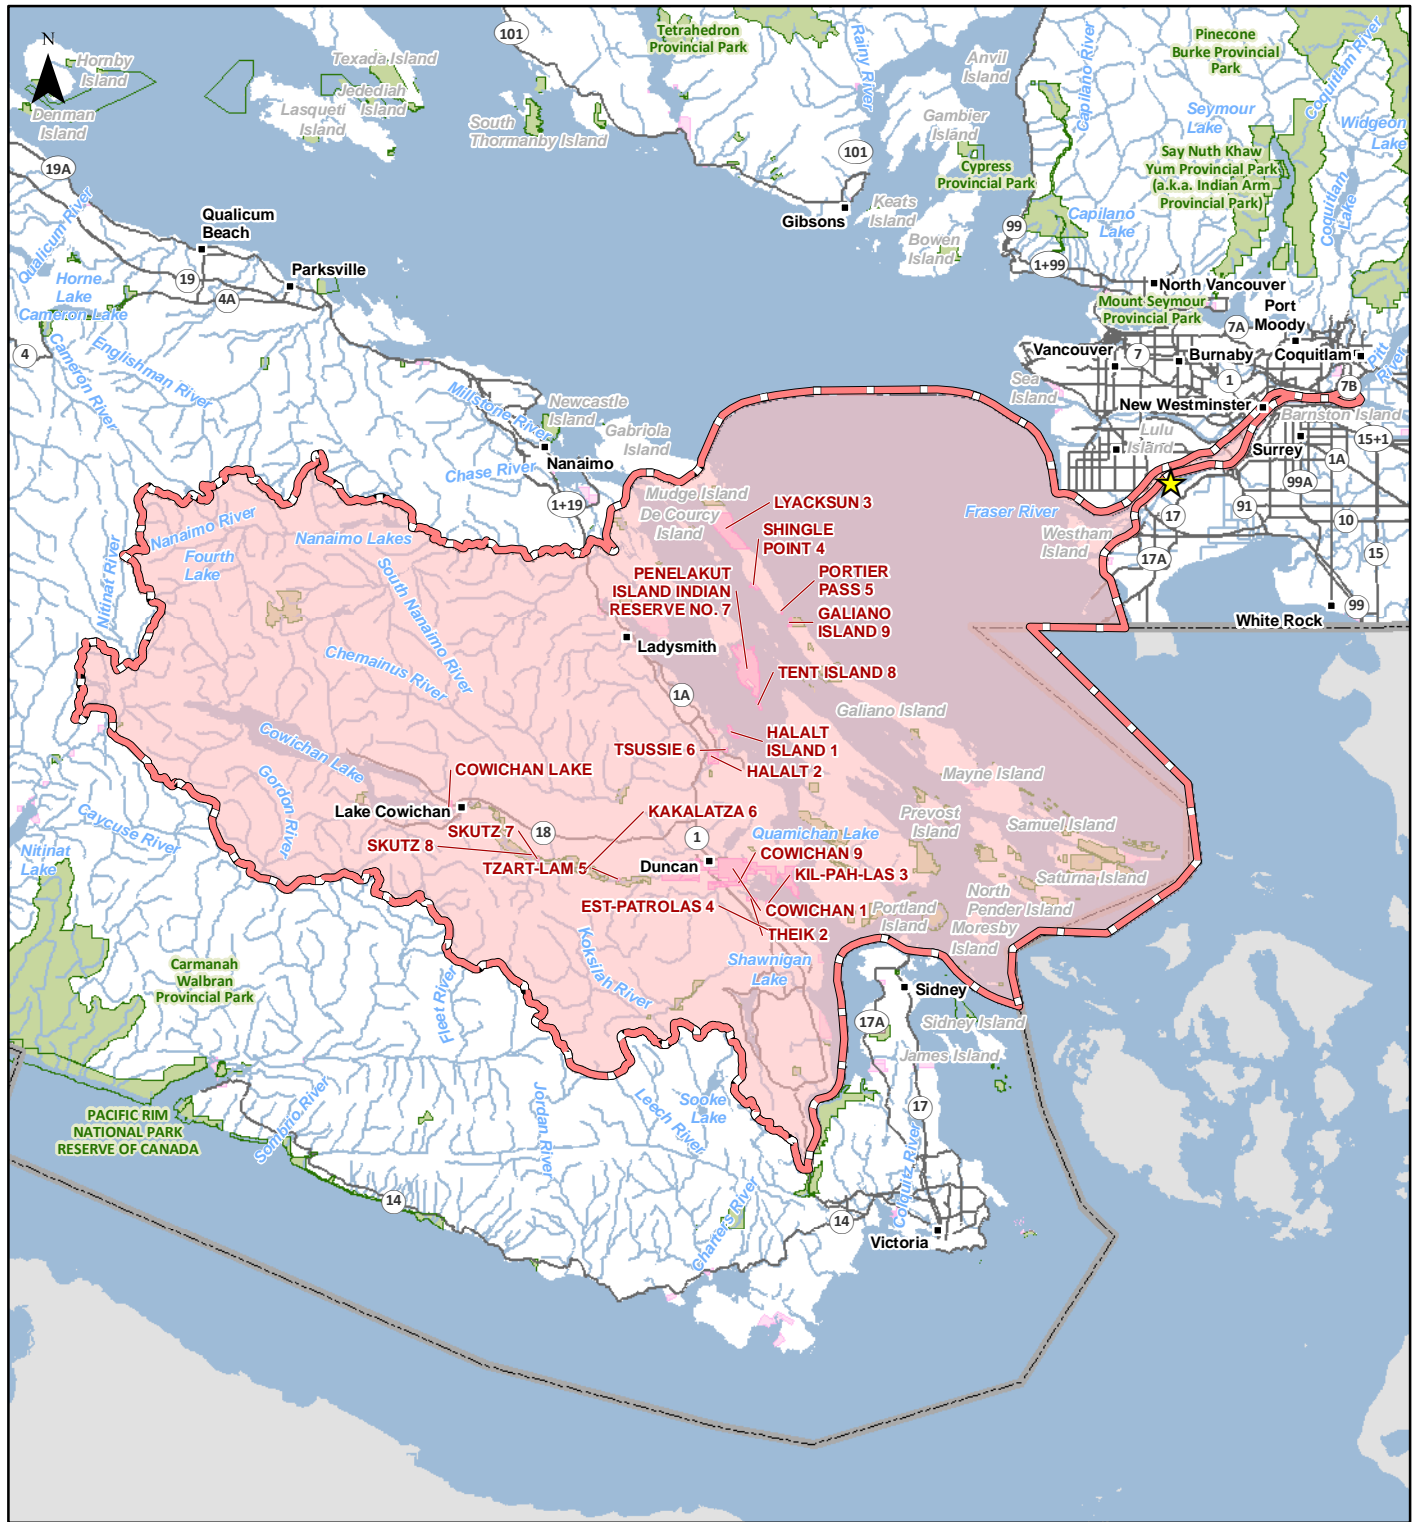 N
Hornby
Island
Denman
Island
Texada Island
Jedediah
Island
Lasqueti
Island
101
South
Thormanby Island
Tetrahedron
Provincial Park
Rainy River
101
Anvil
Island
Gambier
Island
Cypress
Provincial Park
Gibsons
Keats
Island
Bowen
Island
Capilano River
Pinecone
Burke Provincial
Park
Coquitlam River
Seymour
Lake
Widgeon
Lake
Say Nuth Khaw
Yum Provincial Park
(a.k.a. Indian Arm
Provincial Park)
Coquitlam
Lake
Capilano
Lake
99
1+99
19A
Qualicum River
Qualicum
Beach
19
Parksville
4A
Horne
Lake
Cameron Lake
4
Cameron River
Englishman River
Millstone River
Newcastle
Island
Gabriola
Island
Nanaimo
Chase River
1+19
North Vancouver
Mount Seymour
Provincial Park
Port
Moody
7A
Vancouver
7
Burnaby
Coquitlam
Pitt
River
Sea
Island
1
7B
New Westminster
Barnston Island
Lulu
Island
Surrey
15+1
1A
99A
Fraser River
17
91
10
Westham
Island
17A
15
99
White Rock
Mudge Island
De Courcy
Island
LYACKSUN 3
SHINGLE
POINT 4
PENELAKUT
ISLAND INDIAN
RESERVE NO. 7
PORTIER
PASS 5
GALIANO
ISLAND 9
TENT ISLAND 8
Galiano Island
Nanaimo River
Nanaimo Lakes
Fourth
Lake
Nitinat River
South Nanaimo River
Ladysmith
Chemainus River
1A
HALALT
ISLAND 1
TSUSSIE 6
HALALT 2
Cowichan Lake
COWICHAN LAKE
Gordon River
Lake Cowichan
KAKALATZA 6
Mayne Island
Prevost
Island
Samuel Island
SKUTZ 7
18
1
Quamichan Lake
SKUTZ 8
COWICHAN 9
TZART-LAM 5
Duncan
KIL-PAH-LAS 3
Saturna Island
Caycuse River
Nitinat
Lake
EST-PATROLAS 4
COWICHAN 1
Portland
Island
North
Pender Island
Moresby
Island
THEIK 2
Koksilah River
Shawnigan
Lake
Carmanah
Walbran
Provincial Park
Fleet River
Sidney
Sidney Island
17A
James Island
Sooke
Lake
Leech River
17
Jordan River
Sombrio River
PACIFIC RIM
NATIONAL PARK
RESERVE OF CANADA
14
Charters River
Colquitz River
14
Victoria